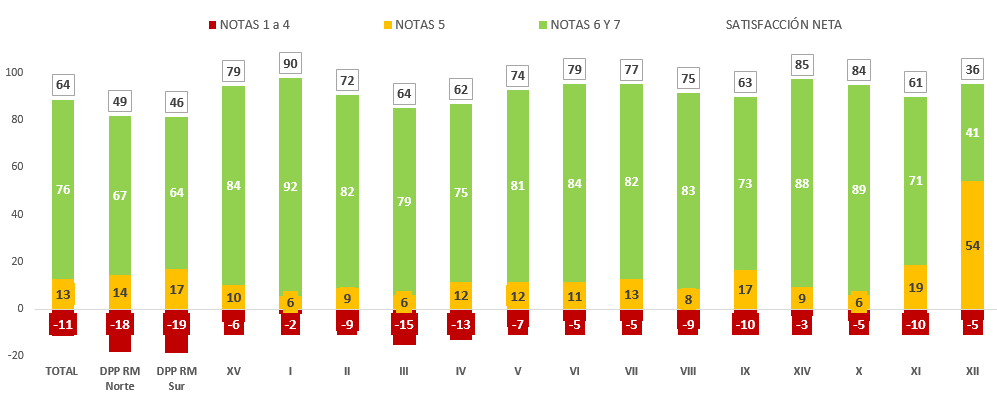 NOTAS 1 a 4 NOTAS 5 NOTAS 6 Y 7 SATISFACCIÓN NETA
64 49 46 79 90 72 64 62 74 79 77 75 63 85 84 61 36
100
80
60
40
20
0
-20
76 67 64 84 92 82 79 75 81 84 82 83 73 88 89 71 41
13 14 17 10 6 9 6 12 12 11 13 8 17 9 6 19 54
-11 -18 -19 -6 -2 -9 -15 -13 -7 -5 -5 -9 -10 -3 -5 -10 -5
TOTAL DPP RM Norte DPP RM Sur XV I II III IV V VI VII VIII IX XIV X XI XII